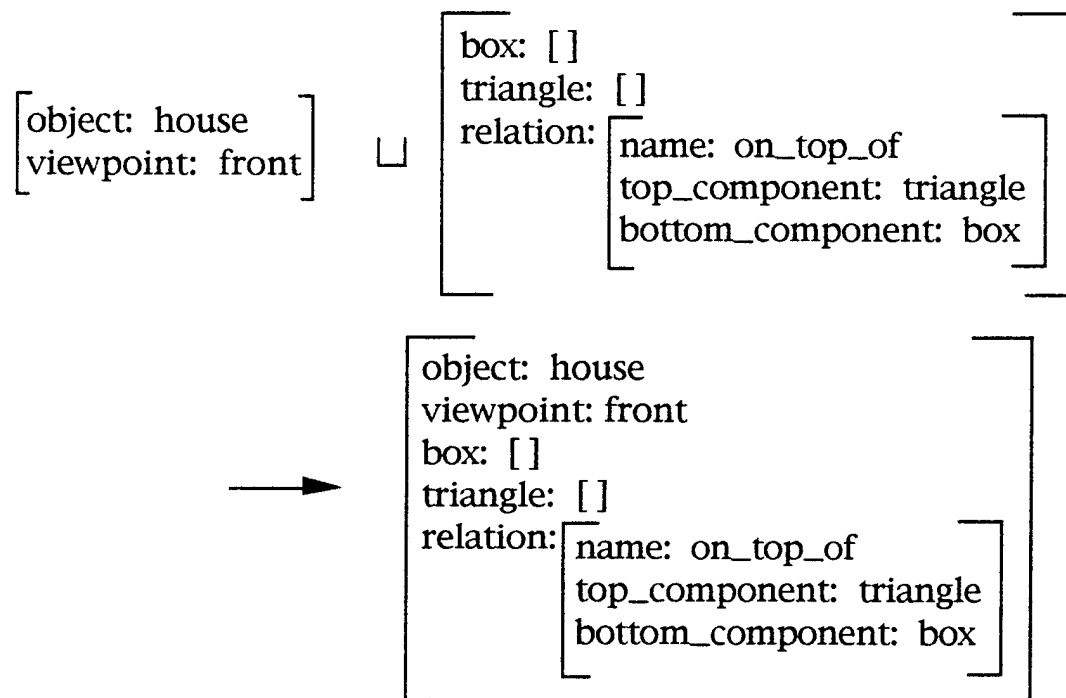 object: house
viewpoint: front
⊔
box: [ ]
triangle: [ ]
relation:
name: on_top_of
top_component: triangle
bottom_component: box
object: house
viewpoint: front
box: [ ]
triangle: [ ]
relation:
name: on_top_of
top_component: triangle
bottom_component: box